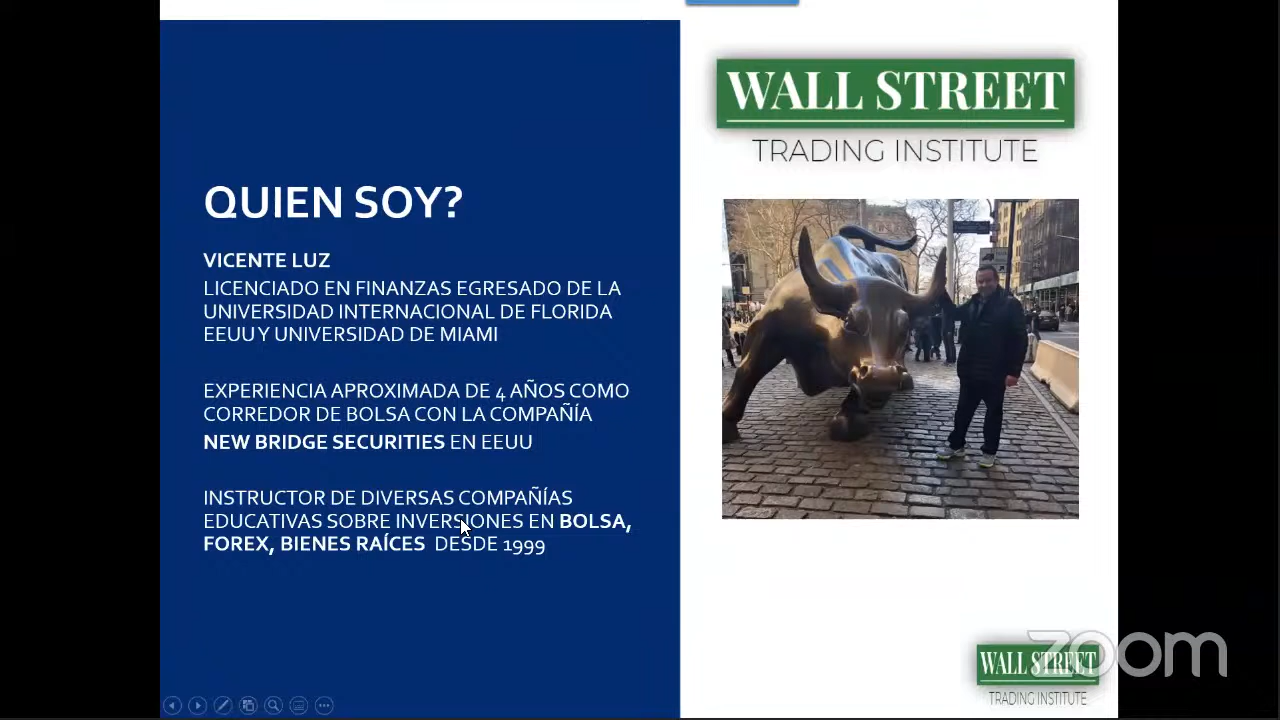 QUIEN SOY?
VICENTE LUZ
LICENCIADO EN FINANZAS EGRESADO DE LA
UNIVERSIDAD INTERNACIONAL DE FLORIDA
EEUU Y UNIVERSIDAD DE MIAMI
EXPERIENCIA APROXIMADA DE 4 AÑOS COMO
CORREDOR DE BOLSA CON LA COMPAÑÍA
NEW BRIDGE SECURITIES EN EEUU
INSTRUCTOR DE DIVERSAS COMPAÑÍAS
EDUCATIVAS SOBRE INVERSIONES EN BOLSA,
FOREX, BIENES RAÍCES DESDE 1999
WALL STREET
TRADING INSTITUTE
WALL STREET
TRADING INSTITUTE
zoom